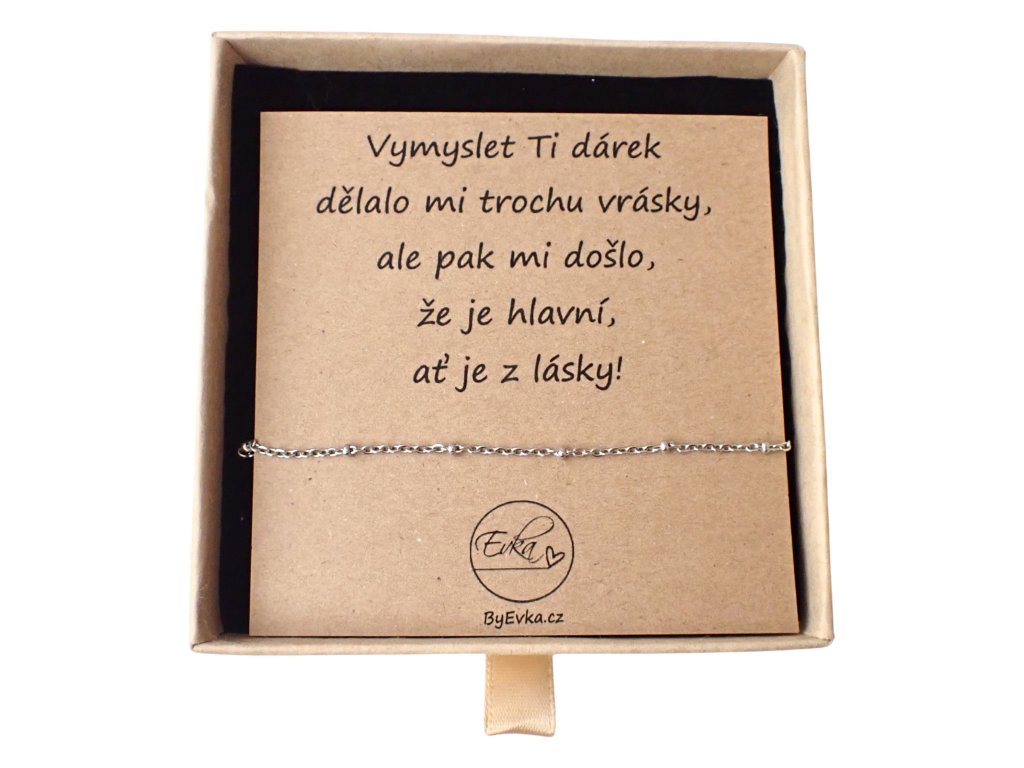 Vymyslet Ti dárek
dělalo mi trochu vrásky,
ale pak mi došlo,
že je hlavní,
ať je z lásky!
Evka
ByEvka.cz